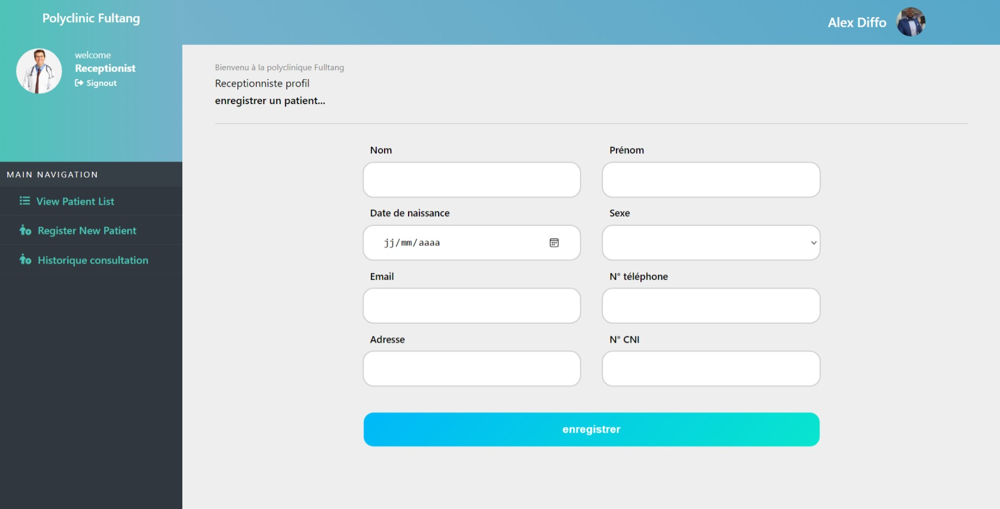 Polyclinic Fultang
Alex Diffo
welcome
Receptionist
Signout
MAIN NAVIGATION
View Patient List
Register New Patient
Historique consultation
Bienvenu à la polyclinique Fulltang
Receptionniste profil
enregistrer un patient...
Nom
Prénom
Date de naissance
Sexe
jj/mm/aaaa
Email
N° téléphone
Adresse
N° CNI
enregistrer